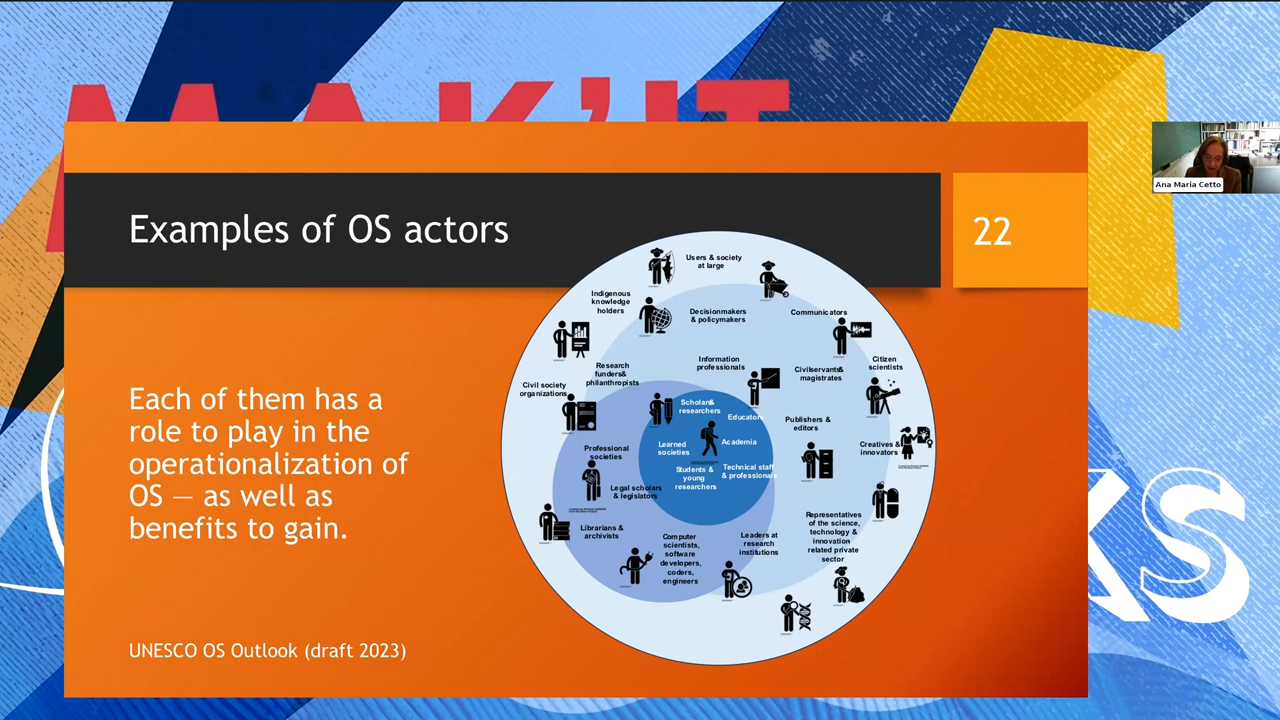 MAK'IT
Examples of OS actors
22
Ana Maria Cetto
Each of them has a
role to play in the
operationalization of
OS — as well as
benefits to gain.
UNESCO OS Outlook (draft 2023)
Users & society
at large
Indigenous
knowledge
holders
Decisionmakers
& policymakers
Communicators
Research
funders&
philanthropists
Information
professionals
Civilservants&
magistrates
Citizen
scientists
Civil society
organizations
Scholars&
researchers
Educators
Publishers &
editors
Professional
societies
Learned
societies
Academia
Creatives &
innovators
Students &
young
researchers
Technical staff
& professionals
Legal scholars
& legislators
Librarians &
archivists
Computer
scientists,
software
developers,
coders,
engineers
Leaders at
research
institutions
Representatives
of the science,
technology &
innovation
related private
sector
KS